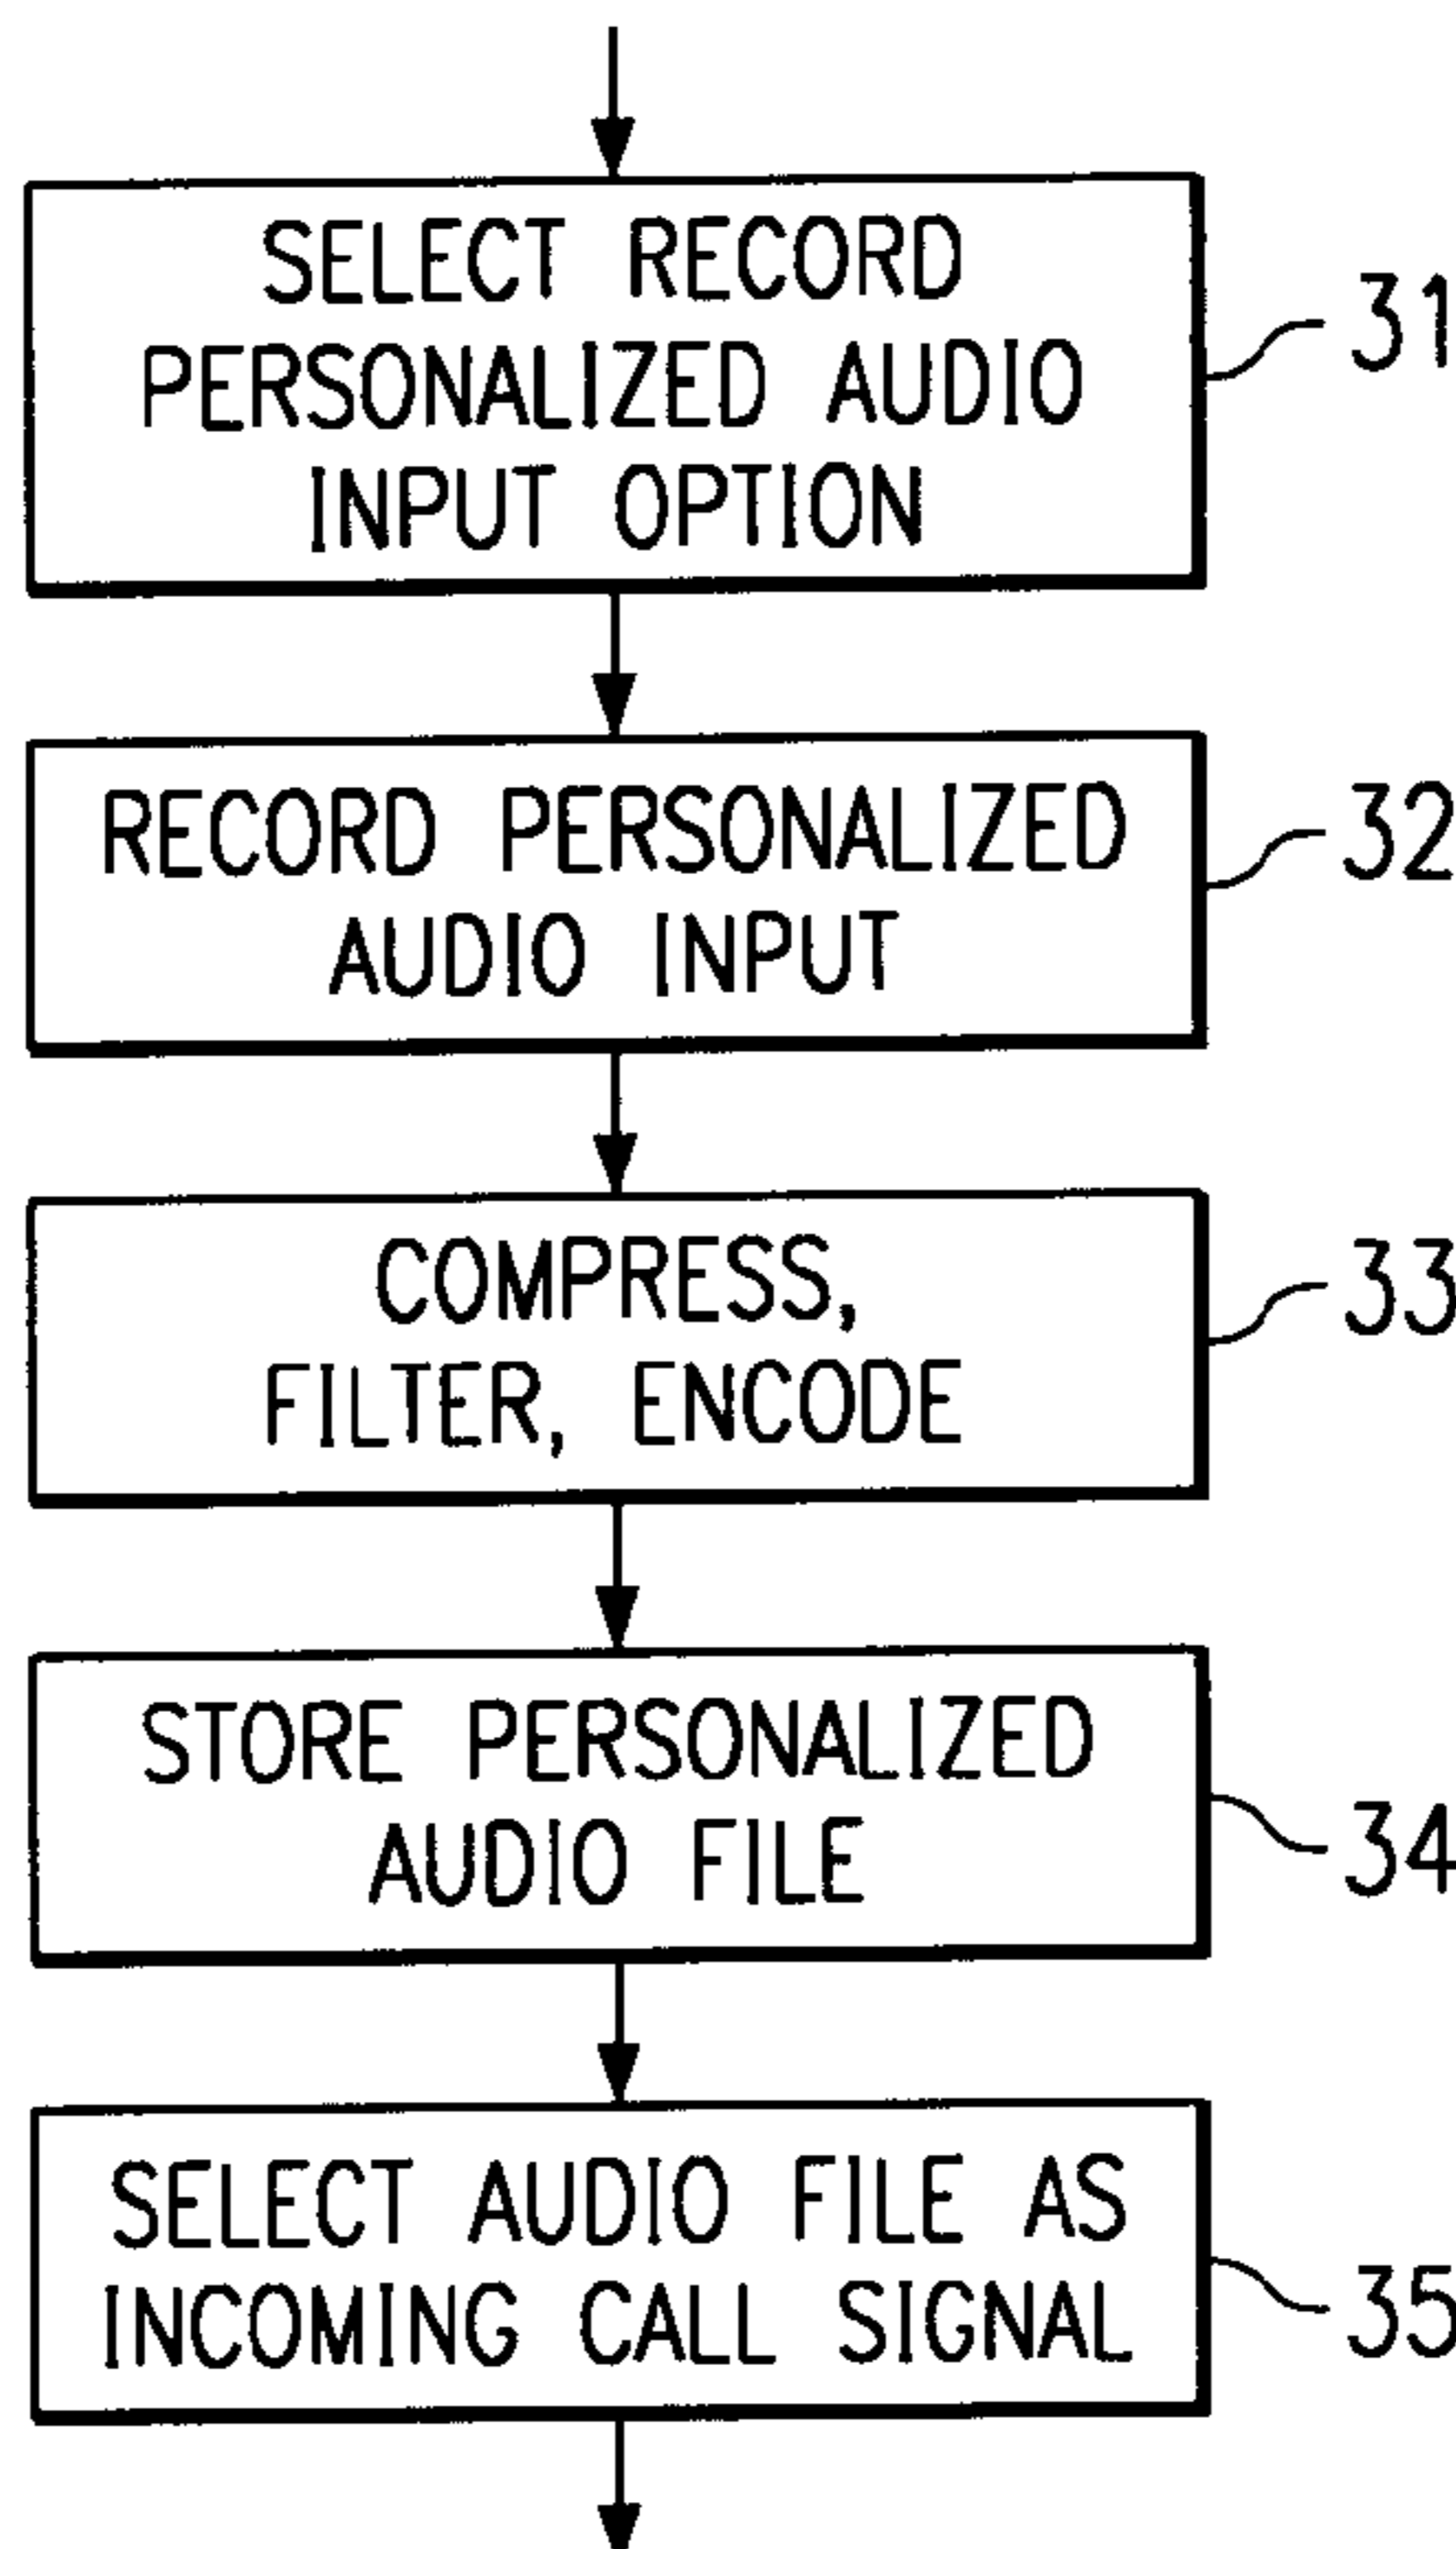 SELECT RECORD
PERSONALIZED AUDIO
INPUT OPTION
31
RECORD PERSONALIZED
AUDIO INPUT
32
COMPRESS,
FILTER, ENCODE
33
STORE PERSONALIZED
AUDIO FILE
34
SELECT AUDIO FILE AS
INCOMING CALL SIGNAL
35